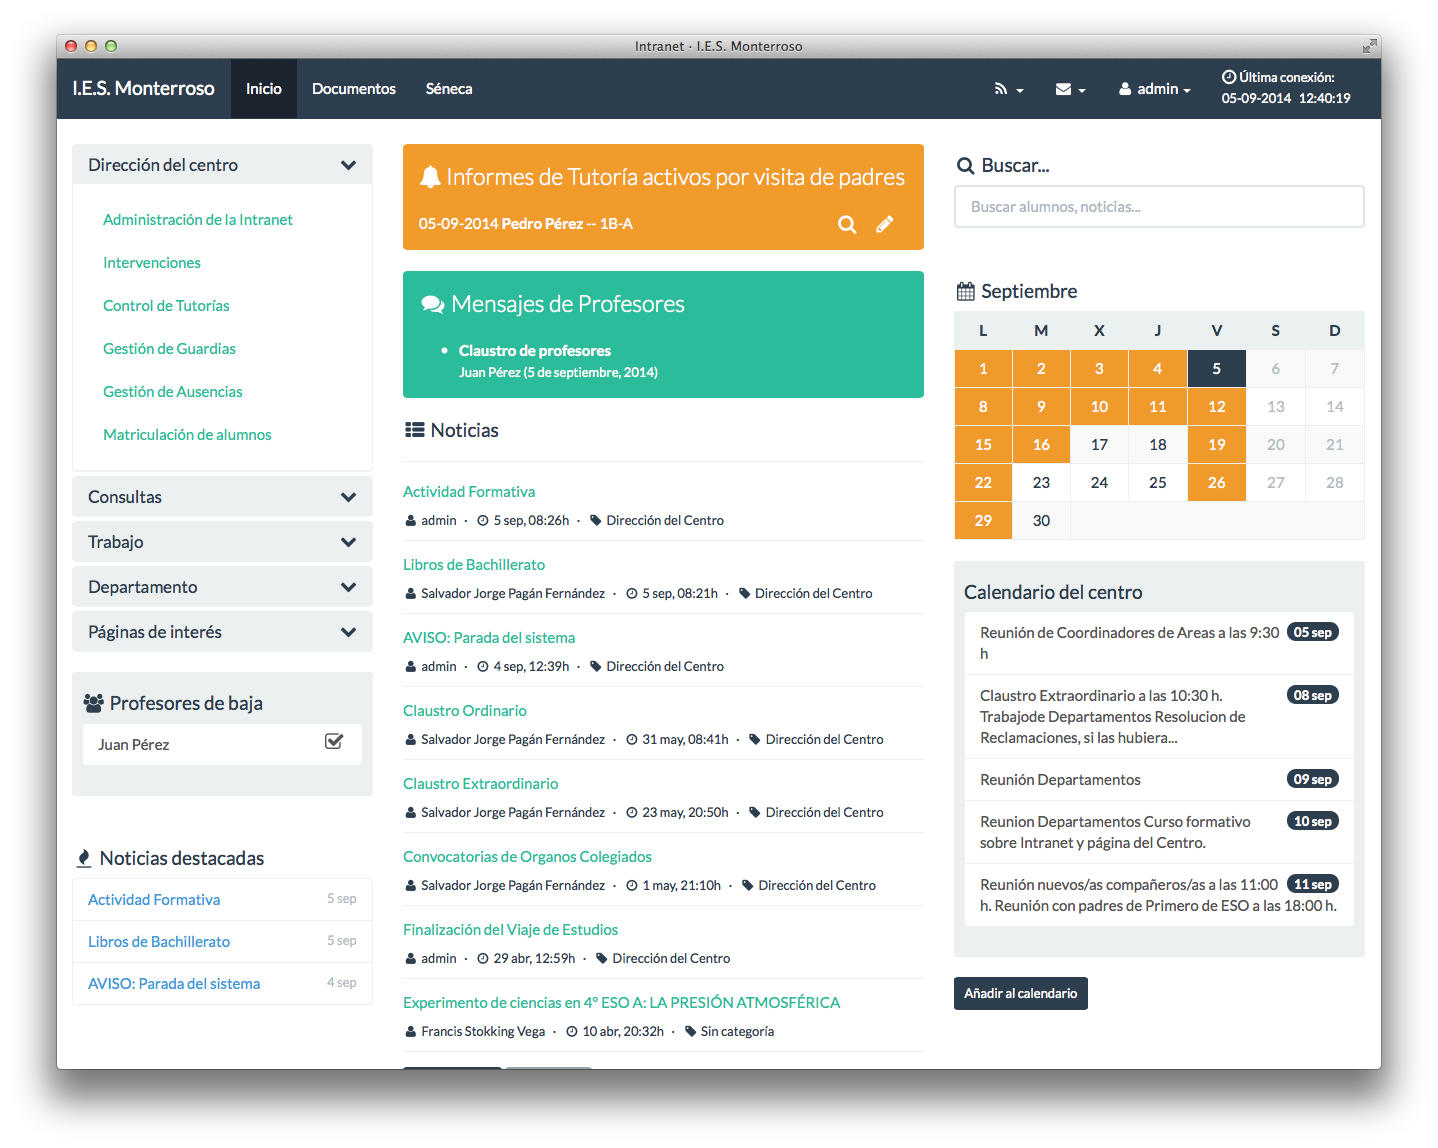 Intranet · I.E.S. Monterroso
I.E.S. Monterroso
Inicio
Documentos
Séneca
admin
Última conexión:
05-09-2014 12:40:19
Dirección del centro
Administración de la Intranet
Intervenciones
Control de Tutorías
Gestión de Guardias
Gestión de Ausencias
Matriculación de alumnos
Consultas
Trabajo
Departamento
Páginas de interés
Profesores de baja
Juan Pérez
Noticias destacadas
Actividad Formativa 5 sep
Libros de Bachillerato 5 sep
AVISO: Parada del sistema 4 sep
Informes de Tutoría activos por visita de padres
05-09-2014 Pedro Pérez -- 1B-A
Mensajes de Profesores
• Claustro de profesores
Juan Pérez (5 de septiembre, 2014)
Noticias
Actividad Formativa
admin · 5 sep, 08:26h · Dirección del Centro
Libros de Bachillerato
Salvador Jorge Pagán Fernández · 5 sep, 08:21h · Dirección del Centro
AVISO: Parada del sistema
admin · 4 sep, 12:39h · Dirección del Centro
Claustro Ordinario
Salvador Jorge Pagán Fernández · 31 may, 08:41h · Dirección del Centro
Claustro Extraordinario
Salvador Jorge Pagán Fernández · 23 may, 20:50h · Dirección del Centro
Convocatorias de Organos Colegiados
Salvador Jorge Pagán Fernández · 1 may, 21:10h · Dirección del Centro
Finalización del Viaje de Estudios
admin · 29 abr, 12:59h · Dirección del Centro
Experimento de ciencias en 4º ESO A: LA PRESIÓN ATMOSFÉRICA
Francis Stokking Vega · 10 abr, 20:32h · Sin categoría
Buscar...
Buscar alumnos, noticias...
Septiembre
L M X J V S D
1 2 3 4 5 6 7
8 9 10 11 12 13 14
15 16 17 18 19 20 21
22 23 24 25 26 27 28
29 30
Calendario del centro
Reunión de Coordinadores de Areas a las 9:30 05 sep
h
Claustro Extraordinario a las 10:30 h. 08 sep
Trabajode Departamentos Resolucion de
Reclamaciones, si las hubiera...
Reunión Departamentos 09 sep
Reunion Departamentos Curso formativo 10 sep
sobre Intranet y página del Centro.
Reunión nuevos/as compañeros/as a las 11:00 11 sep
h. Reunión con padres de Primero de ESO a las 18:00 h.
Añadir al calendario